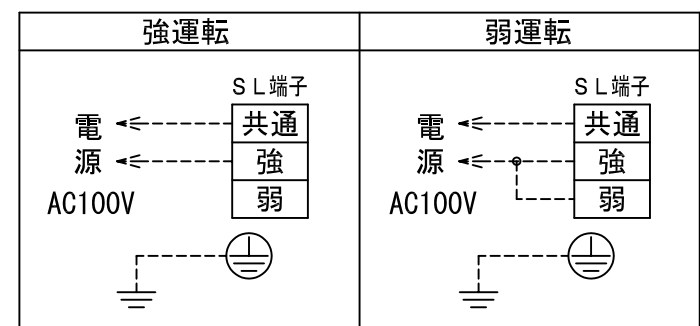 強運転
SL端子
電 共通
源 強
AC100V 弱
弱運転
SL端子
電 共通
源 強
AC100V 弱